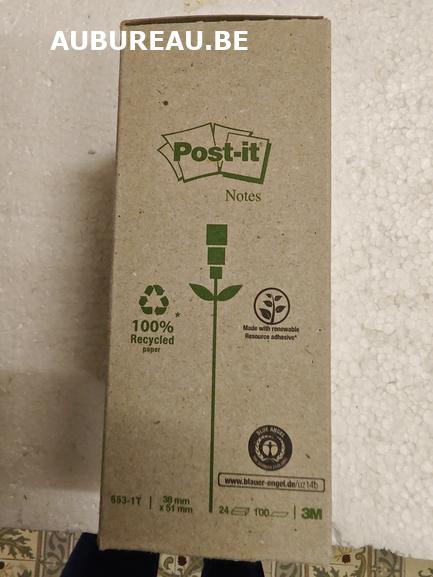 AUBUREAU.BE
Post-it
Notes
100%
Recycled
paper
*
Made with renewable
Resource adhesive*
BLUE ANGEL
www.blauer-engel.de/uz14b
653-1T
38 mm
x 51 mm
24
100
3M